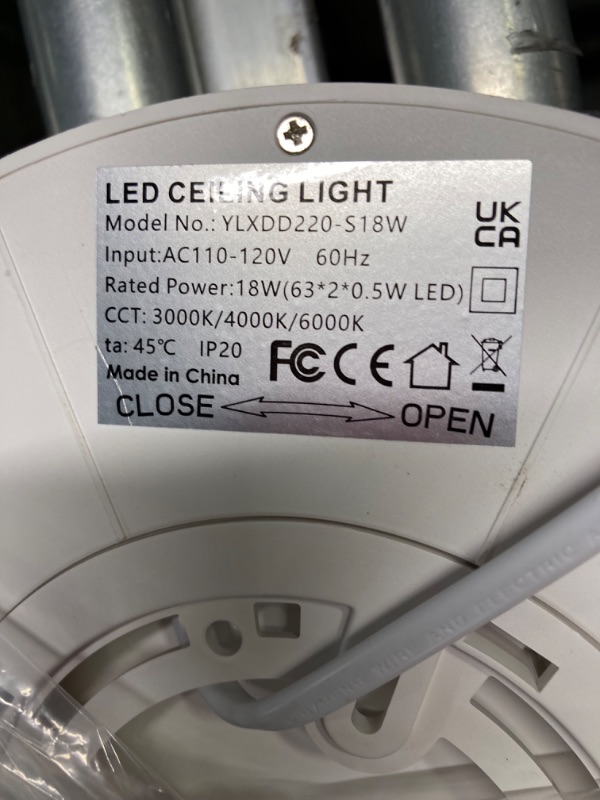 LED CEILING LIGHT
Model No.: YLXDD220-S18W
UK
CA
Input:AC110-120V 60Hz
Rated Power:18W(63*2*0.5W LED)
CCT: 3000K/4000K/6000K
ta: 45℃ IP20
FC CE
Made in China
CLOSE OPEN